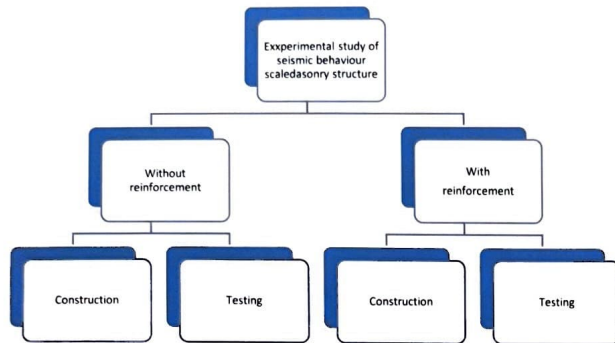 Exxperimental study of
seismic behaviour
scaledasonry structure
Without
reinforcement
With
reinforcement
Construction
Testing
Construction
Testing